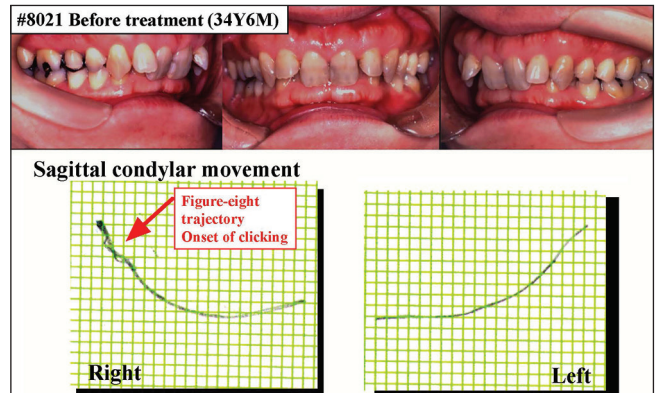 #8021 Before treatment (34Y6M)
Sagittal condylar movement
Figure-eight
trajectory
Onset of clicking
Right
Left